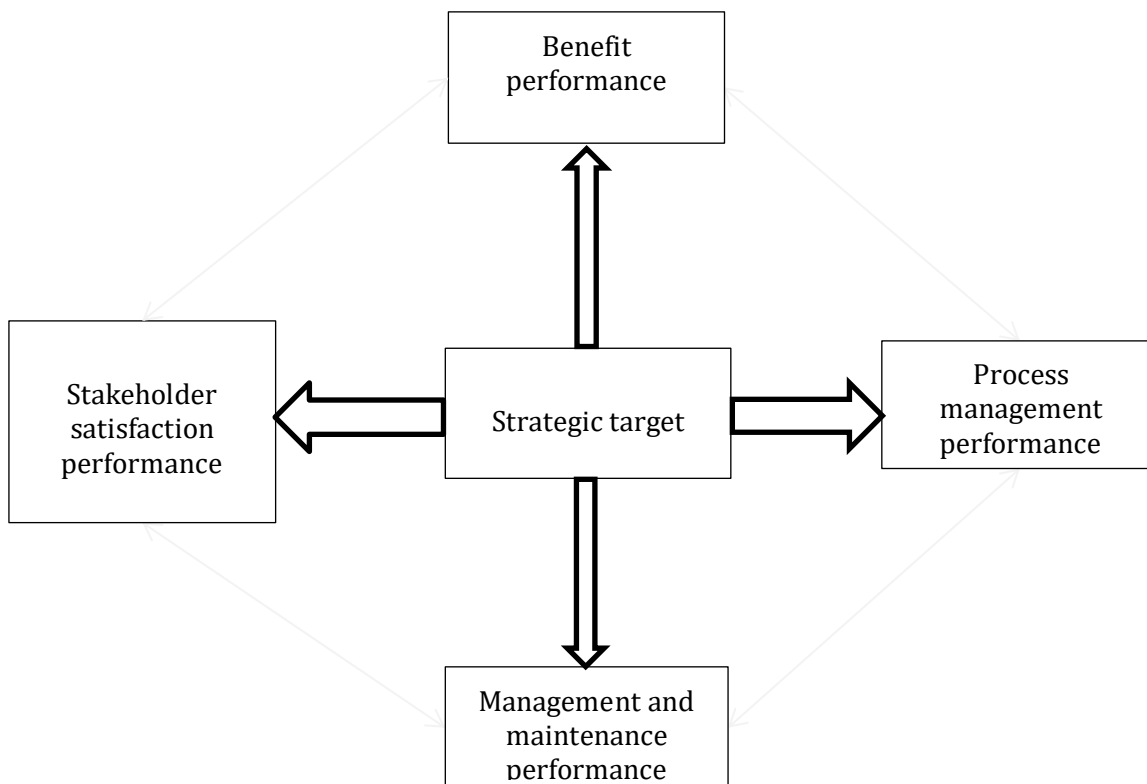 Benefit
performance
Stakeholder
satisfaction
performance
Strategic target
Process
management
performance
Management and
maintenance
performance